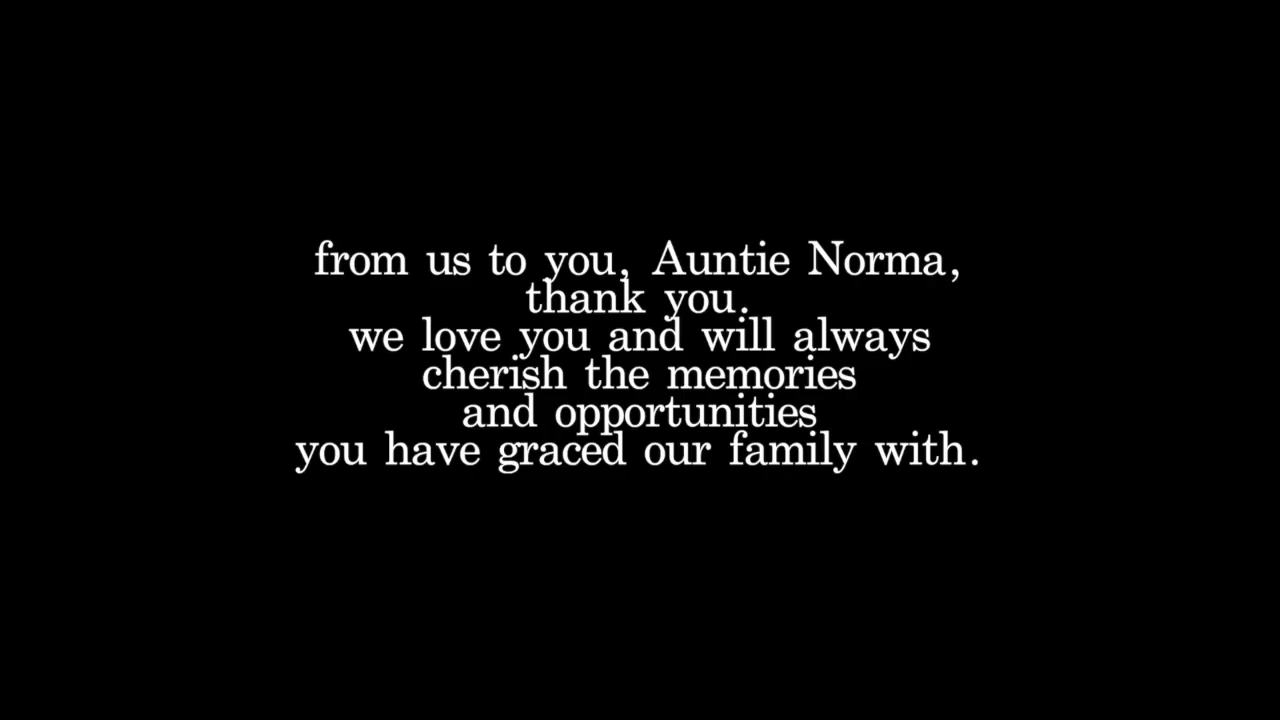 from us to you, Auntie Norma,
thank you.
we love you and will always
cherish the memories
and opportunities
you have graced our family with.